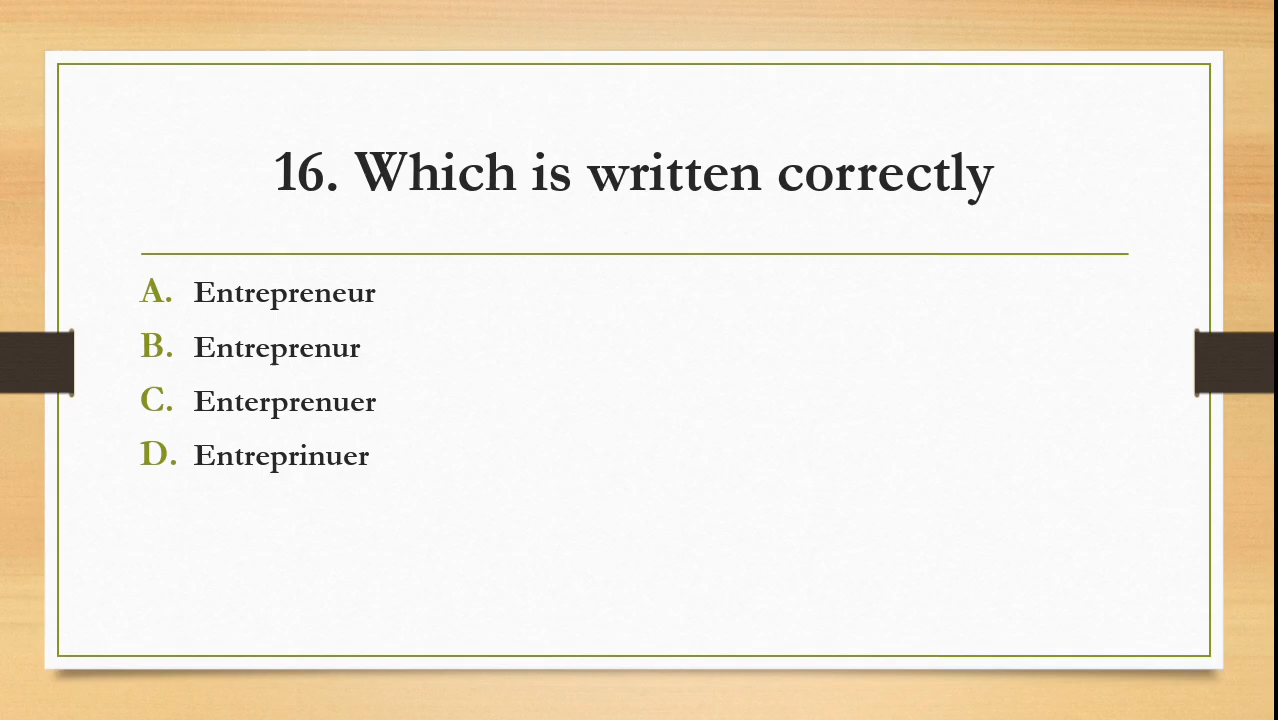 16. Which is written correctly
A. Entrepreneur
B. Entreprenur
C. Enterprenuer
D. Entreprinuer